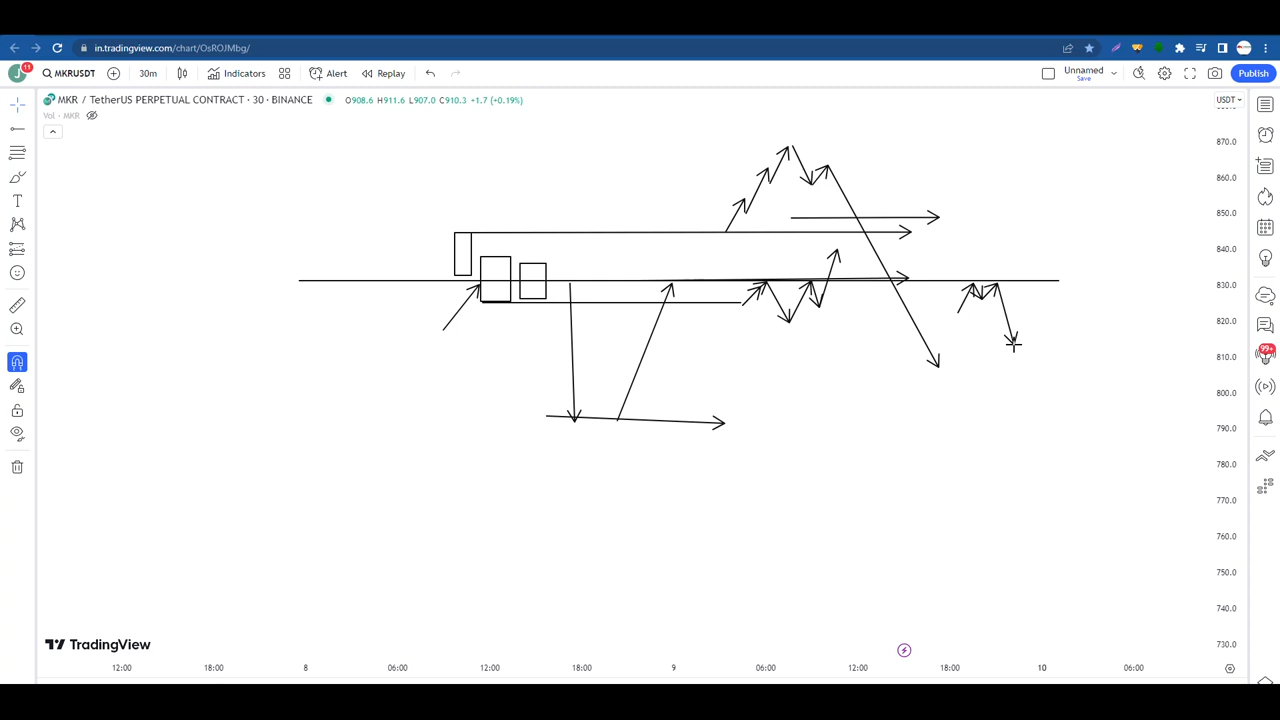 in.tradingview.com/chart/OsROJMbg/
J 11 MKRUSDT 30m Indicators Alert Replay Unnamed Save Publish
MKR / TetherUS PERPETUAL CONTRACT · 30 · BINANCE O908.6 H911.6 L907.0 C910.3 +1.7 (+0.19%) USDT
Vol · MKR
870.0
860.0
850.0
840.0
830.0
820.0
810.0
99+
800.0
790.0
780.0
770.0
760.0
750.0
740.0
730.0
TradingView
12:00 18:00 8 06:00 12:00 18:00 9 06:00 12:00 18:00 10 06:00